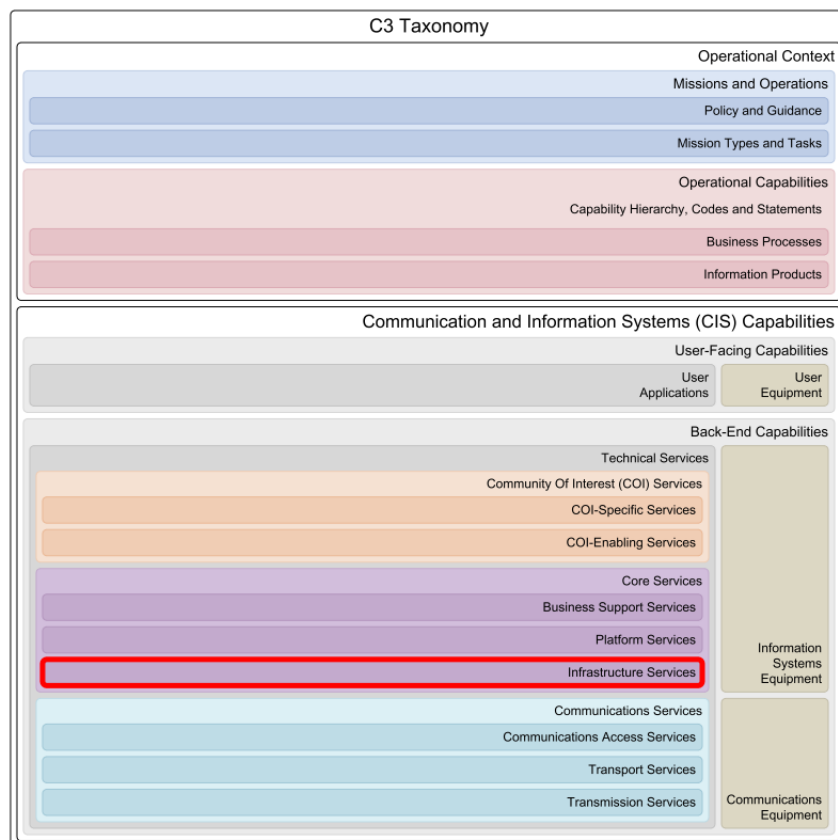 C3 Taxonomy
Operational Context
Missions and Operations
Policy and Guidance
Mission Types and Tasks
Operational Capabilities
Capability Hierarchy, Codes and Statements
Business Processes
Information Products
Communication and Information Systems (CIS) Capabilities
User-Facing Capabilities
User
Applications
User
Equipment
Back-End Capabilities
Technical Services
Community Of Interest (COI) Services
COI-Specific Services
COI-Enabling Services
Core Services
Business Support Services
Platform Services
Infrastructure Services
Information
Systems
Equipment
Communications Services
Communications Access Services
Transport Services
Transmission Services
Communications
Equipment